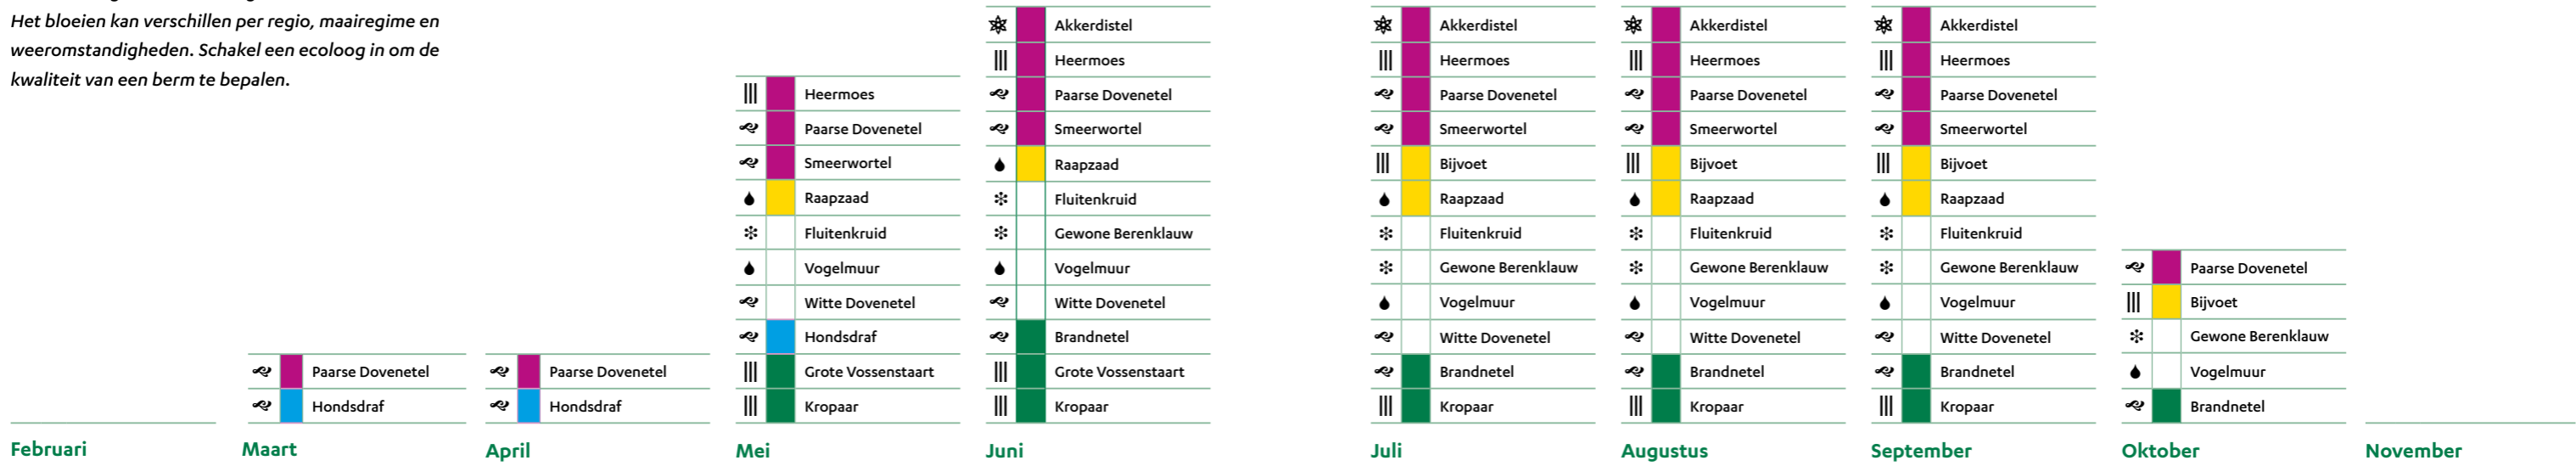 Het bloeien kan verschillen per regio, maairegime en
weeromstandigheden. Schakel een ecoloog in om de
kwaliteit van een berm te bepalen.
Februari
Paarse Dovenetel
Hondsdraf
Maart
Paarse Dovenetel
Hondsdraf
April
Heermoes
Paarse Dovenetel
Smeerwortel
Raapzaad
Fluitenkruid
Vogelmuur
Witte Dovenetel
Hondsdraf
Grote Vossenstaart
Kropaar
Mei
Akkerdistel
Heermoes
Paarse Dovenetel
Smeerwortel
Raapzaad
Fluitenkruid
Gewone Berenklauw
Vogelmuur
Witte Dovenetel
Brandnetel
Grote Vossenstaart
Kropaar
Juni
Akkerdistel
Heermoes
Paarse Dovenetel
Smeerwortel
Bijvoet
Raapzaad
Fluitenkruid
Gewone Berenklauw
Vogelmuur
Witte Dovenetel
Brandnetel
Kropaar
Juli
Akkerdistel
Heermoes
Paarse Dovenetel
Smeerwortel
Bijvoet
Raapzaad
Fluitenkruid
Gewone Berenklauw
Vogelmuur
Witte Dovenetel
Brandnetel
Kropaar
Augustus
Akkerdistel
Heermoes
Paarse Dovenetel
Smeerwortel
Bijvoet
Raapzaad
Fluitenkruid
Gewone Berenklauw
Vogelmuur
Witte Dovenetel
Brandnetel
Kropaar
September
Paarse Dovenetel
Bijvoet
Gewone Berenklauw
Vogelmuur
Brandnetel
Oktober
November